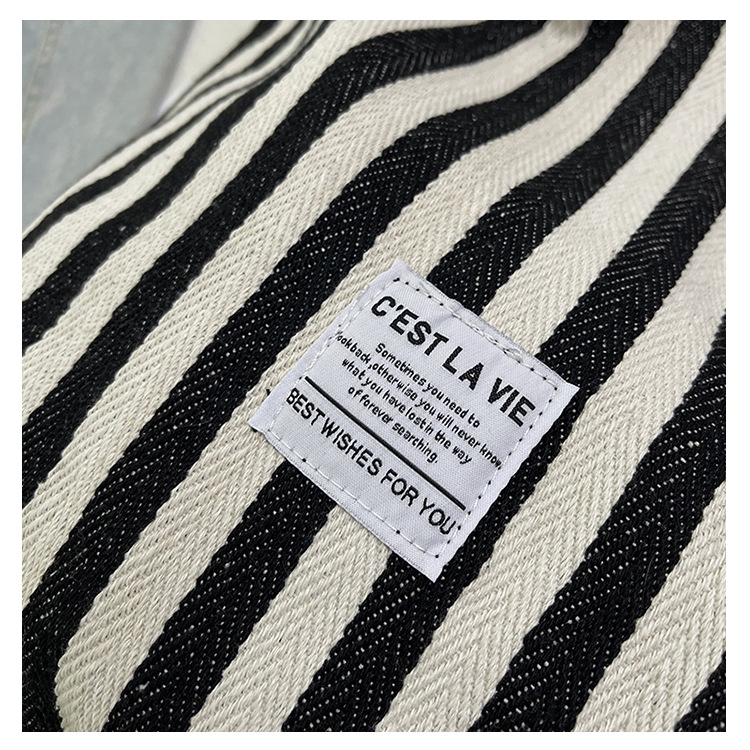 C'EST LA VIE
Sometimes you need to
ookback,otherwise you will never know
what you have lost in the way
of forever searching.
BEST WISHES FOR YOU